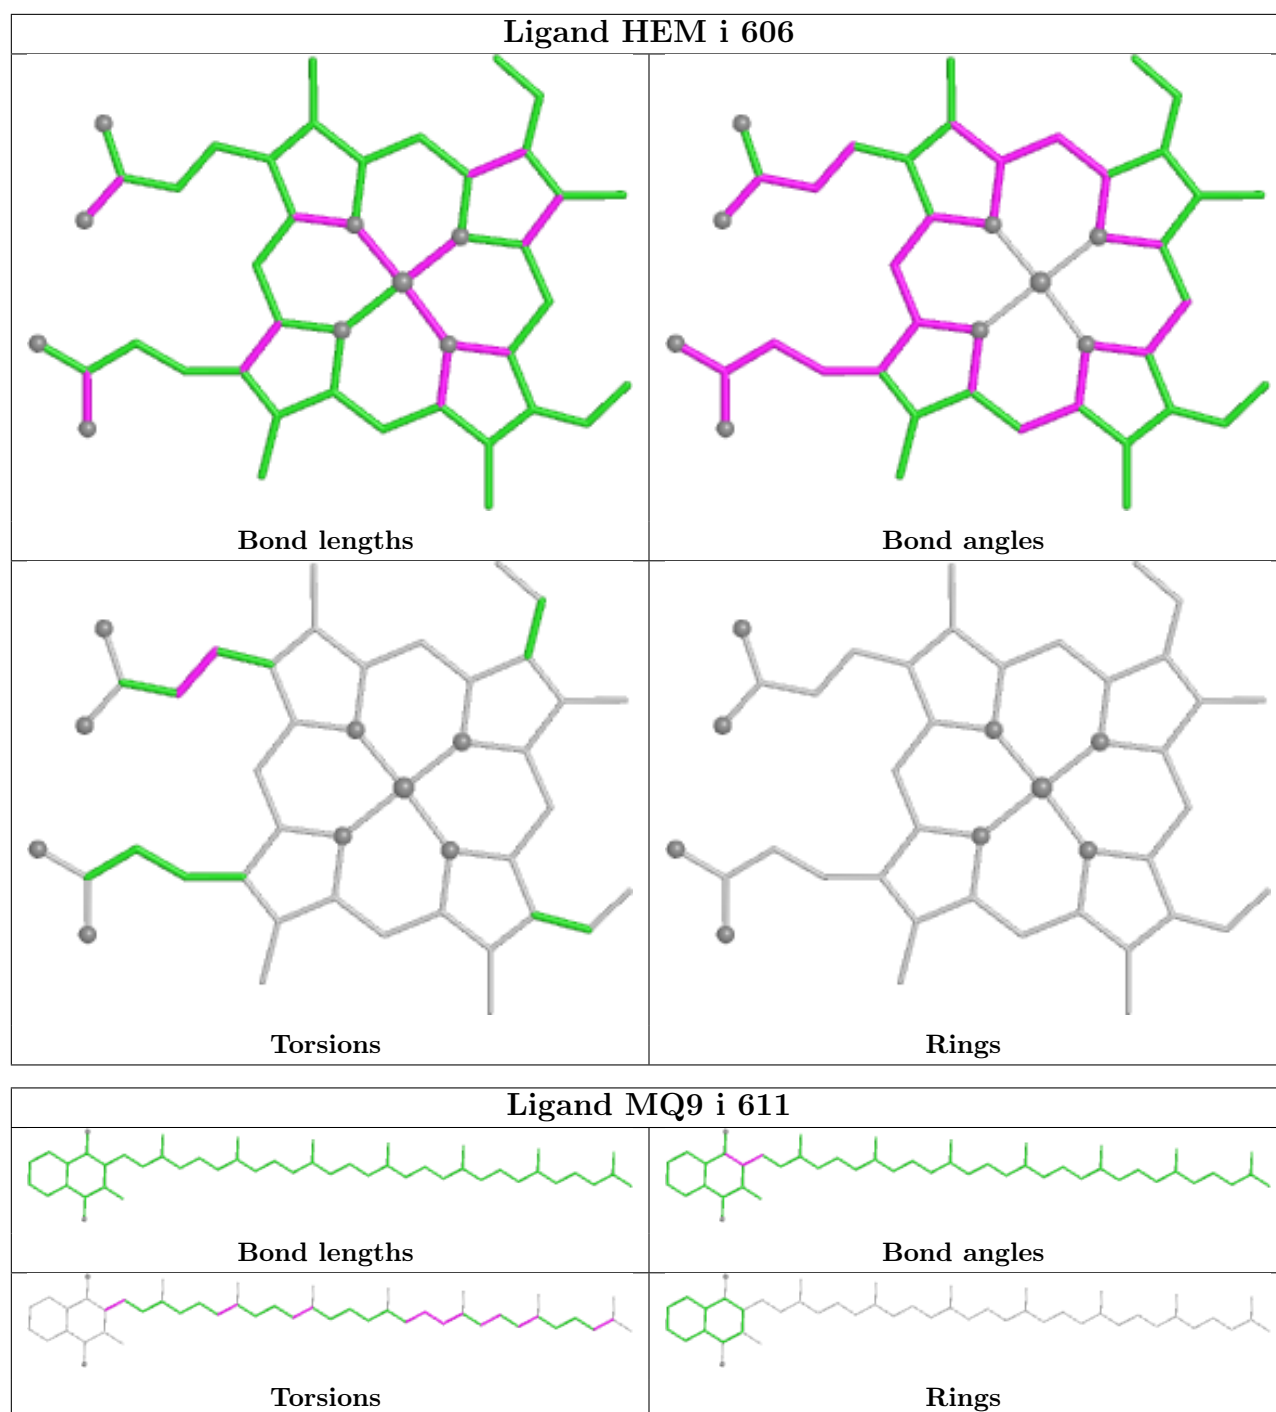 Ligand HEM i 606
Bond lengths
Bond angles
Torsions
Rings
Ligand MQ9 i 611
Bond lengths
Bond angles
Torsions
Rings